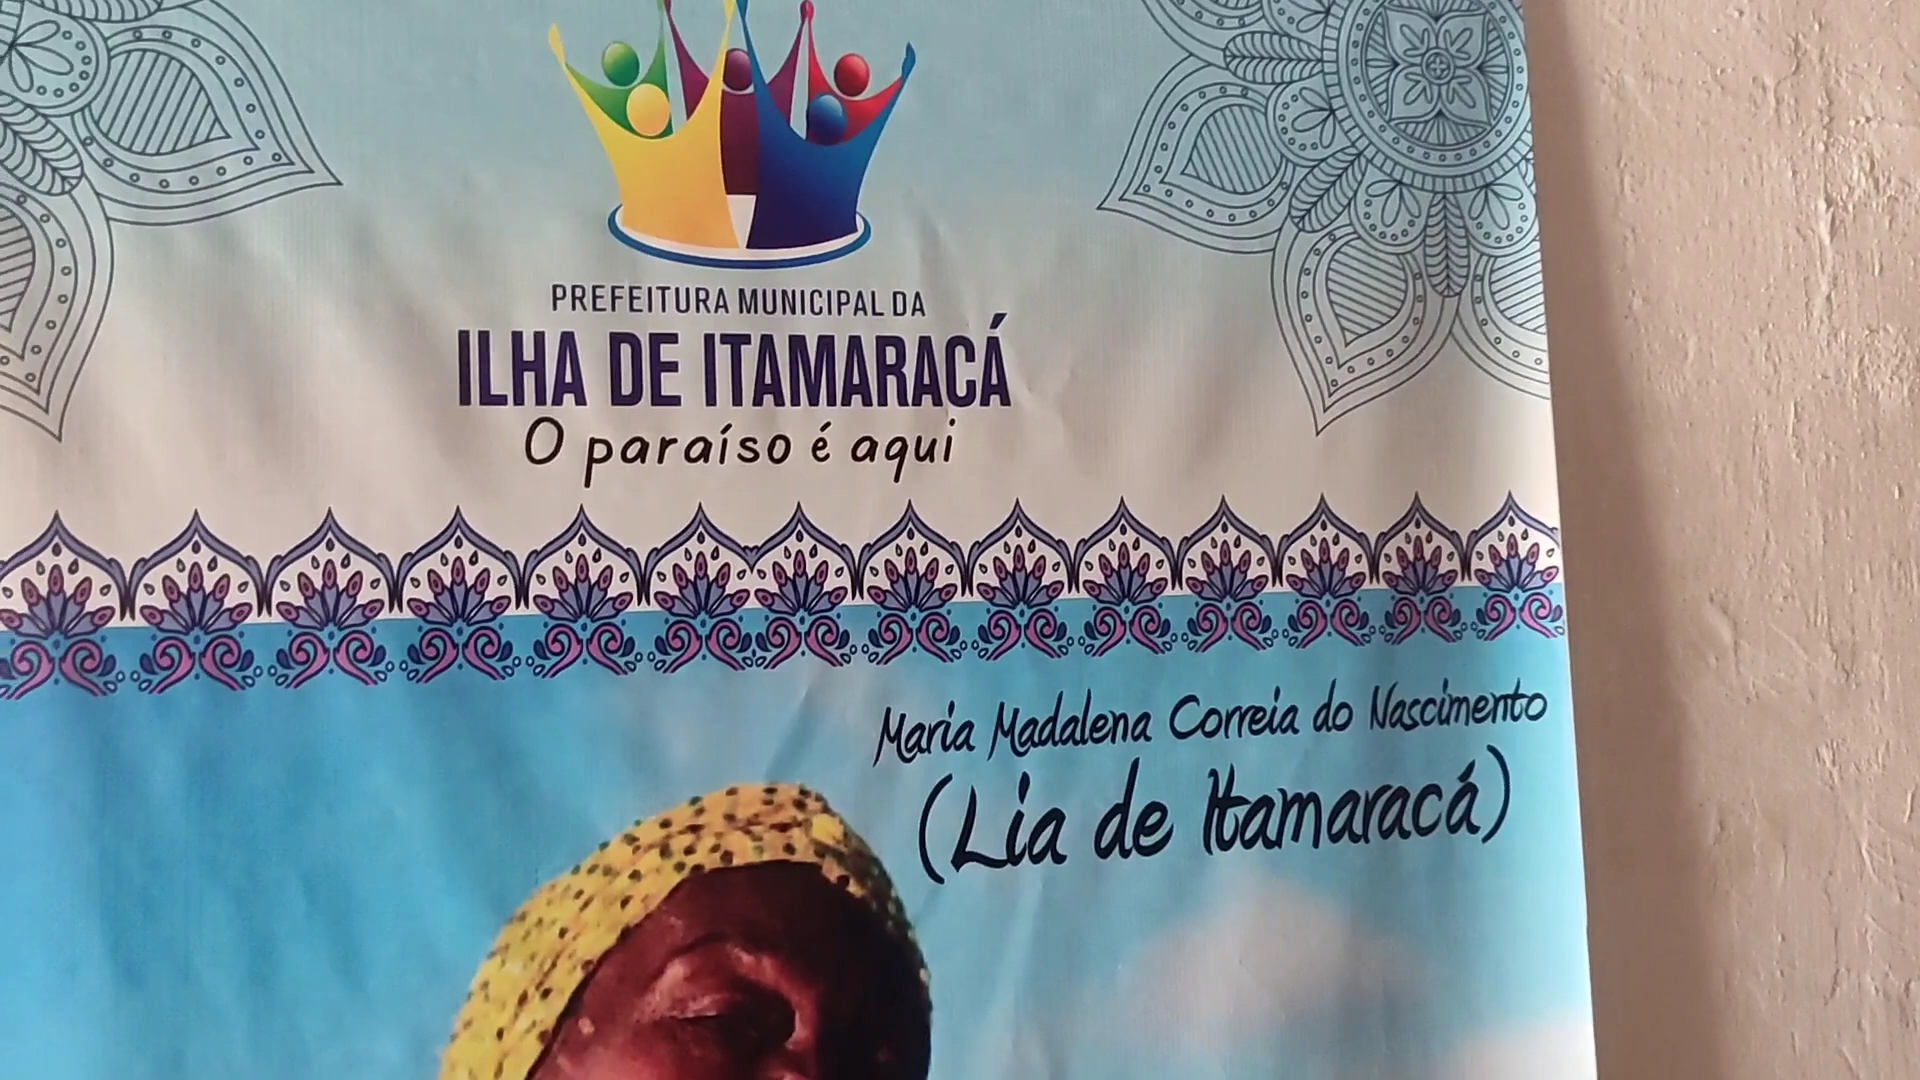 PREFEITURA MUNICIPAL DA
ILHA DE ITAMARACÁ
O paraíso é aqui
Maria Madalena Correia do Nascimento
(Lia de Itamaracá)